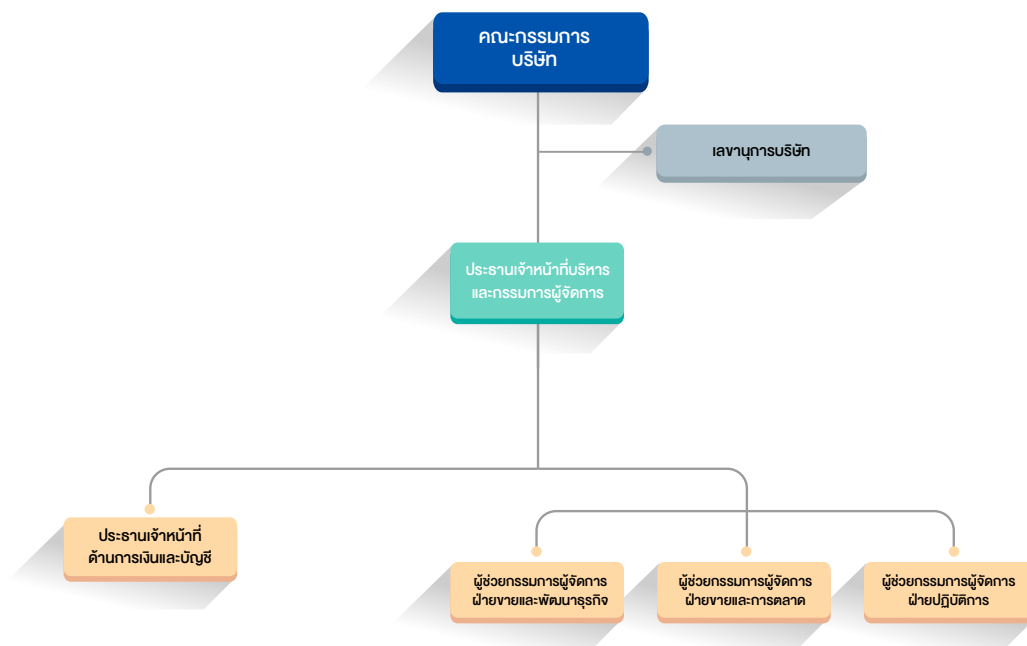 คณะกรรมการ
บริษัท
เลขานุการบริษัท
ประธานเจ้าหน้าที่บริหาร
และกรรมการผู้จัดการ
ประธานเจ้าหน้าที่
ด้านการเงินและบัญชี
ผู้ช่วยกรรมการผู้จัดการ
ฝ่ายขายและพัฒนาธุรกิจ
ผู้ช่วยกรรมการผู้จัดการ
ฝ่ายขายและการตลาด
ผู้ช่วยกรรมการผู้จัดการ
ฝ่ายปฏิบัติการ